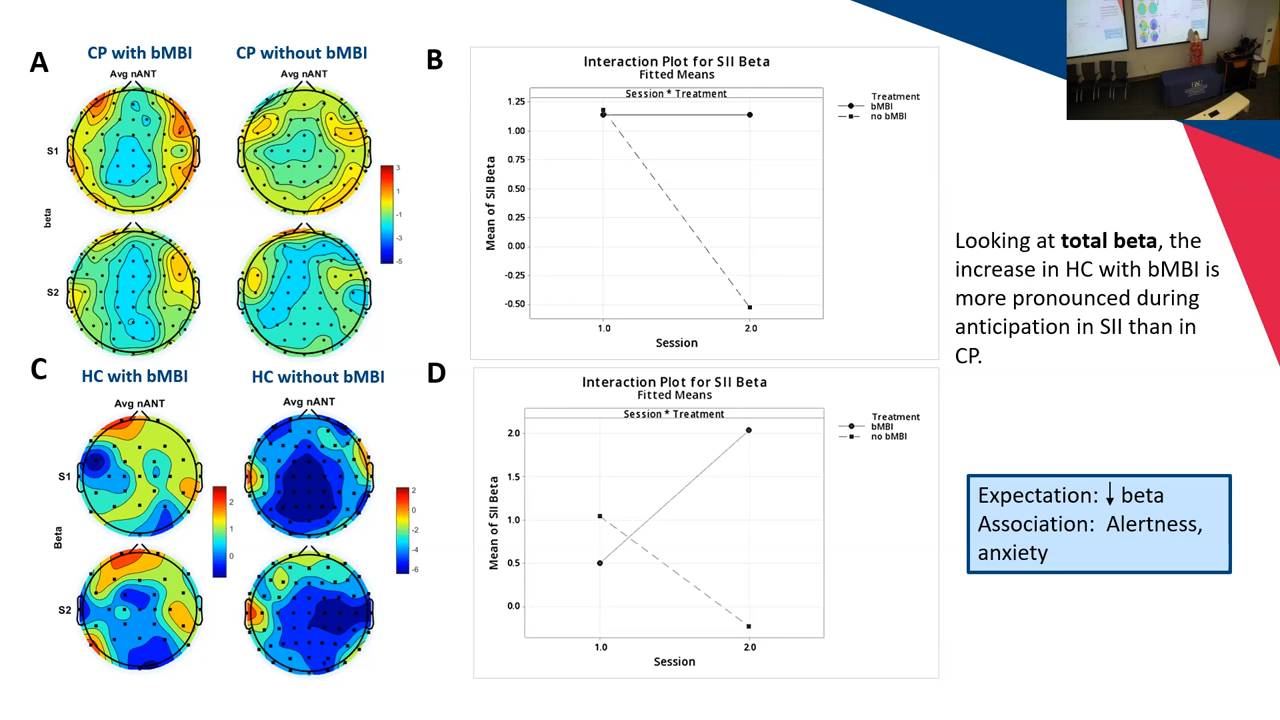 A
CP with bMBI
CP without bMBI
Avg nANT
Avg nANT
S1
beta
S2
3
1
-1
-3
-5
B
Interaction Plot for SII Beta
Fitted Means
Session * Treatment
1.25
1.00
0.75
0.50
0.25
0.00
-0.25
-0.50
Mean of SII Beta
1.0
2.0
Session
Treatment
bMBI
no bMBI
C
HC with bMBI
HC without bMBI
Avg nANT
Avg nANT
S1
Beta
S2
2
1
0
2
0
-2
-4
-6
D
Interaction Plot for SII Beta
Fitted Means
Session * Treatment
2.0
1.5
1.0
0.5
0.0
Mean of SII Beta
1.0
2.0
Session
Treatment
bMBI
no bMBI
Looking at total beta, the
increase in HC with bMBI is
more pronounced during
anticipation in SII than in
CP.
Expectation: ↓ beta
Association: Alertness,
anxiety